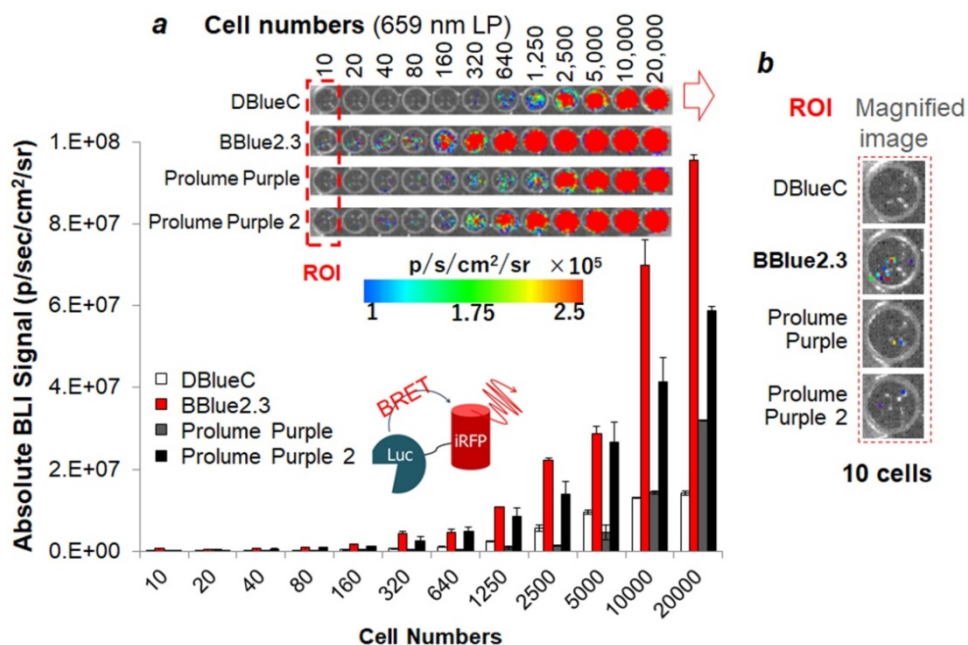 a Cell numbers (659 nm LP)
10 20 40 80 160 320 640 1,250 2,500 5,000 10,000 20,000
DBlueC
BBlue2.3
Prolume Purple
Prolume Purple 2
ROI
p/s/cm²/sr ×10⁵
1 1.75 2.5
Absolute BLI Signal (p/sec/cm²/sr)
1.E+08
8.E+07
6.E+07
4.E+07
2.E+07
0.E+00
DBlueC
BBlue2.3
Prolume Purple
Prolume Purple 2
BRET
Luc
iRFP
10 20 40 80 160 320 640 1250 2500 5000 10000 20000
Cell Numbers
b
ROI Magnified
image
DBlueC
BBlue2.3
Prolume
Purple
Prolume
Purple 2
10 cells